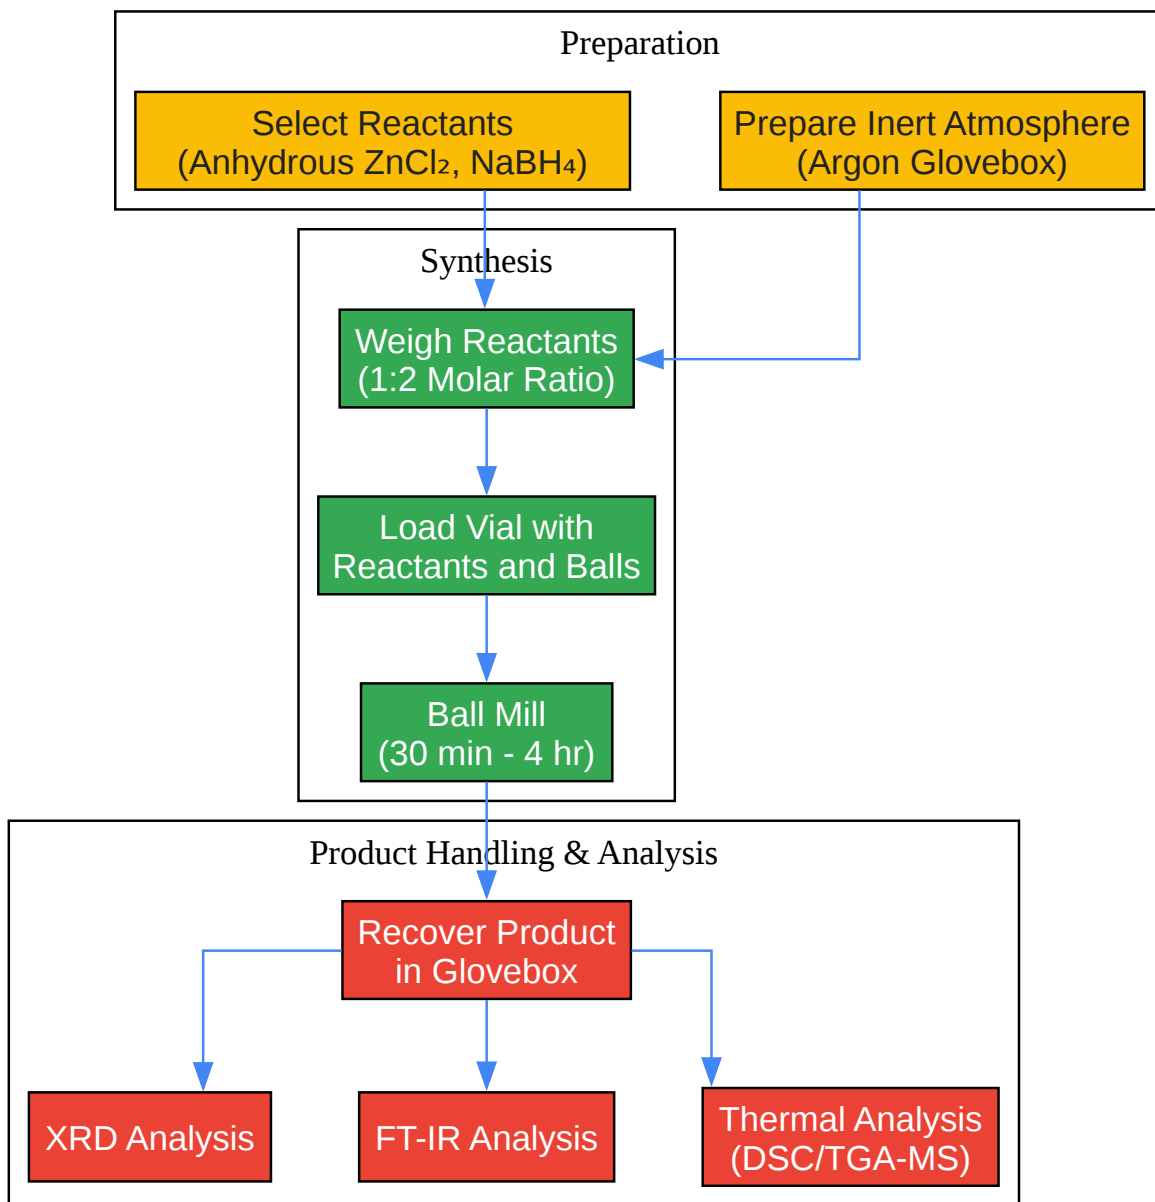 Preparation
Select Reactants
(Anhydrous ZnCl₂, NaBH₄)
Prepare Inert Atmosphere
(Argon Glovebox)
Synthesis
Weigh Reactants
(1:2 Molar Ratio)
Load Vial with
Reactants and Balls
Ball Mill
(30 min - 4 hr)
Product Handling & Analysis
Recover Product
in Glovebox
XRD Analysis
FT-IR Analysis
Thermal Analysis
(DSC/TGA-MS)